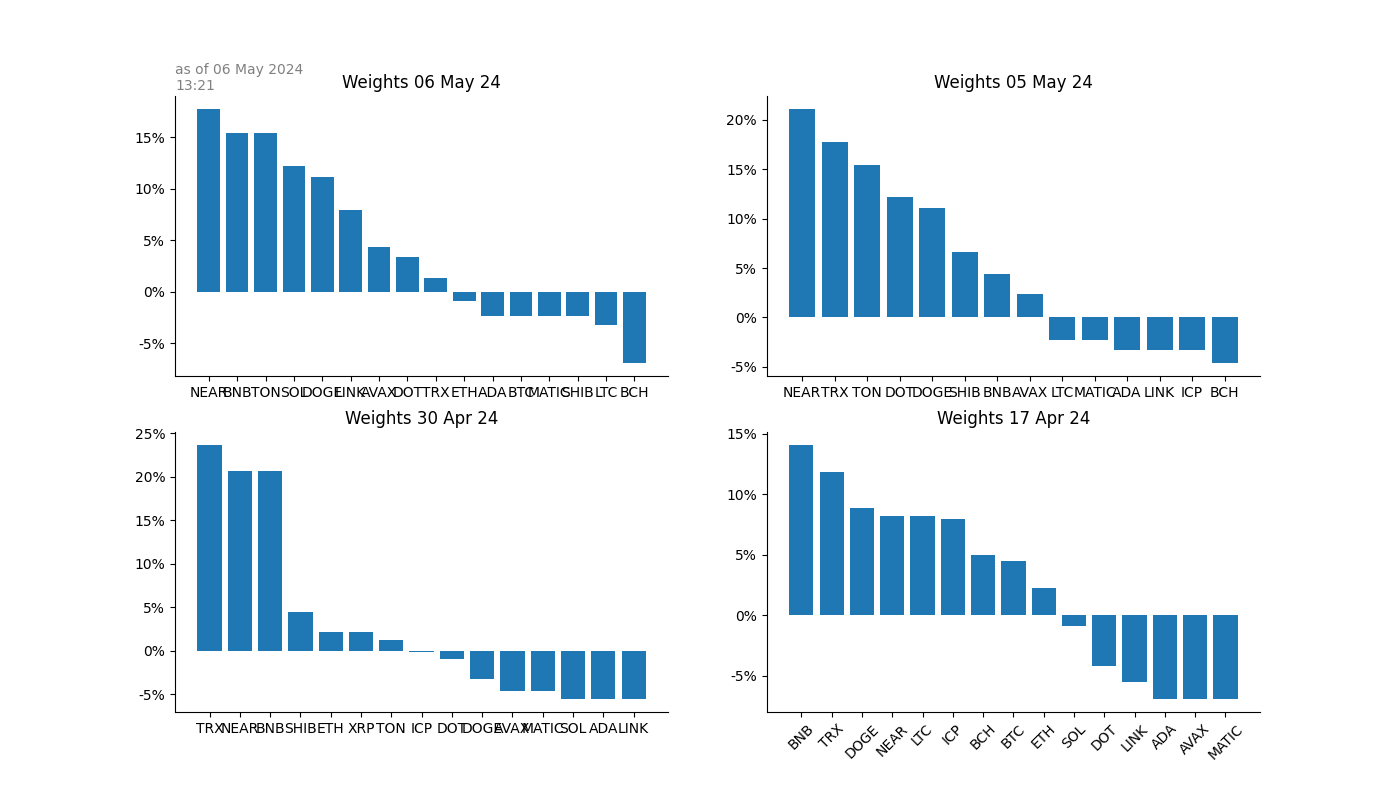 as of 06 May 2024
13:21
Weights 06 May 24
15%
10%
5%
0%
-5%
NEAR BNB TON SOL DOGE LINK AVAX DOT TRX ETH ADA BTC MATIC SHIB LTC BCH
Weights 05 May 24
20%
15%
10%
5%
0%
-5%
NEAR TRX TON DOT DOGE SHIB BNB AVAX LTC MATIC ADA LINK ICP BCH
Weights 30 Apr 24
25%
20%
15%
10%
5%
0%
-5%
TRX NEAR BNB SHIB ETH XRP TON ICP DOT DOGE AVAX MATIC SOL ADA LINK
Weights 17 Apr 24
15%
10%
5%
0%
-5%
BNB TRX DOGE NEAR LTC ICP BCH BTC ETH SOL DOT LINK ADA AVAX MATIC